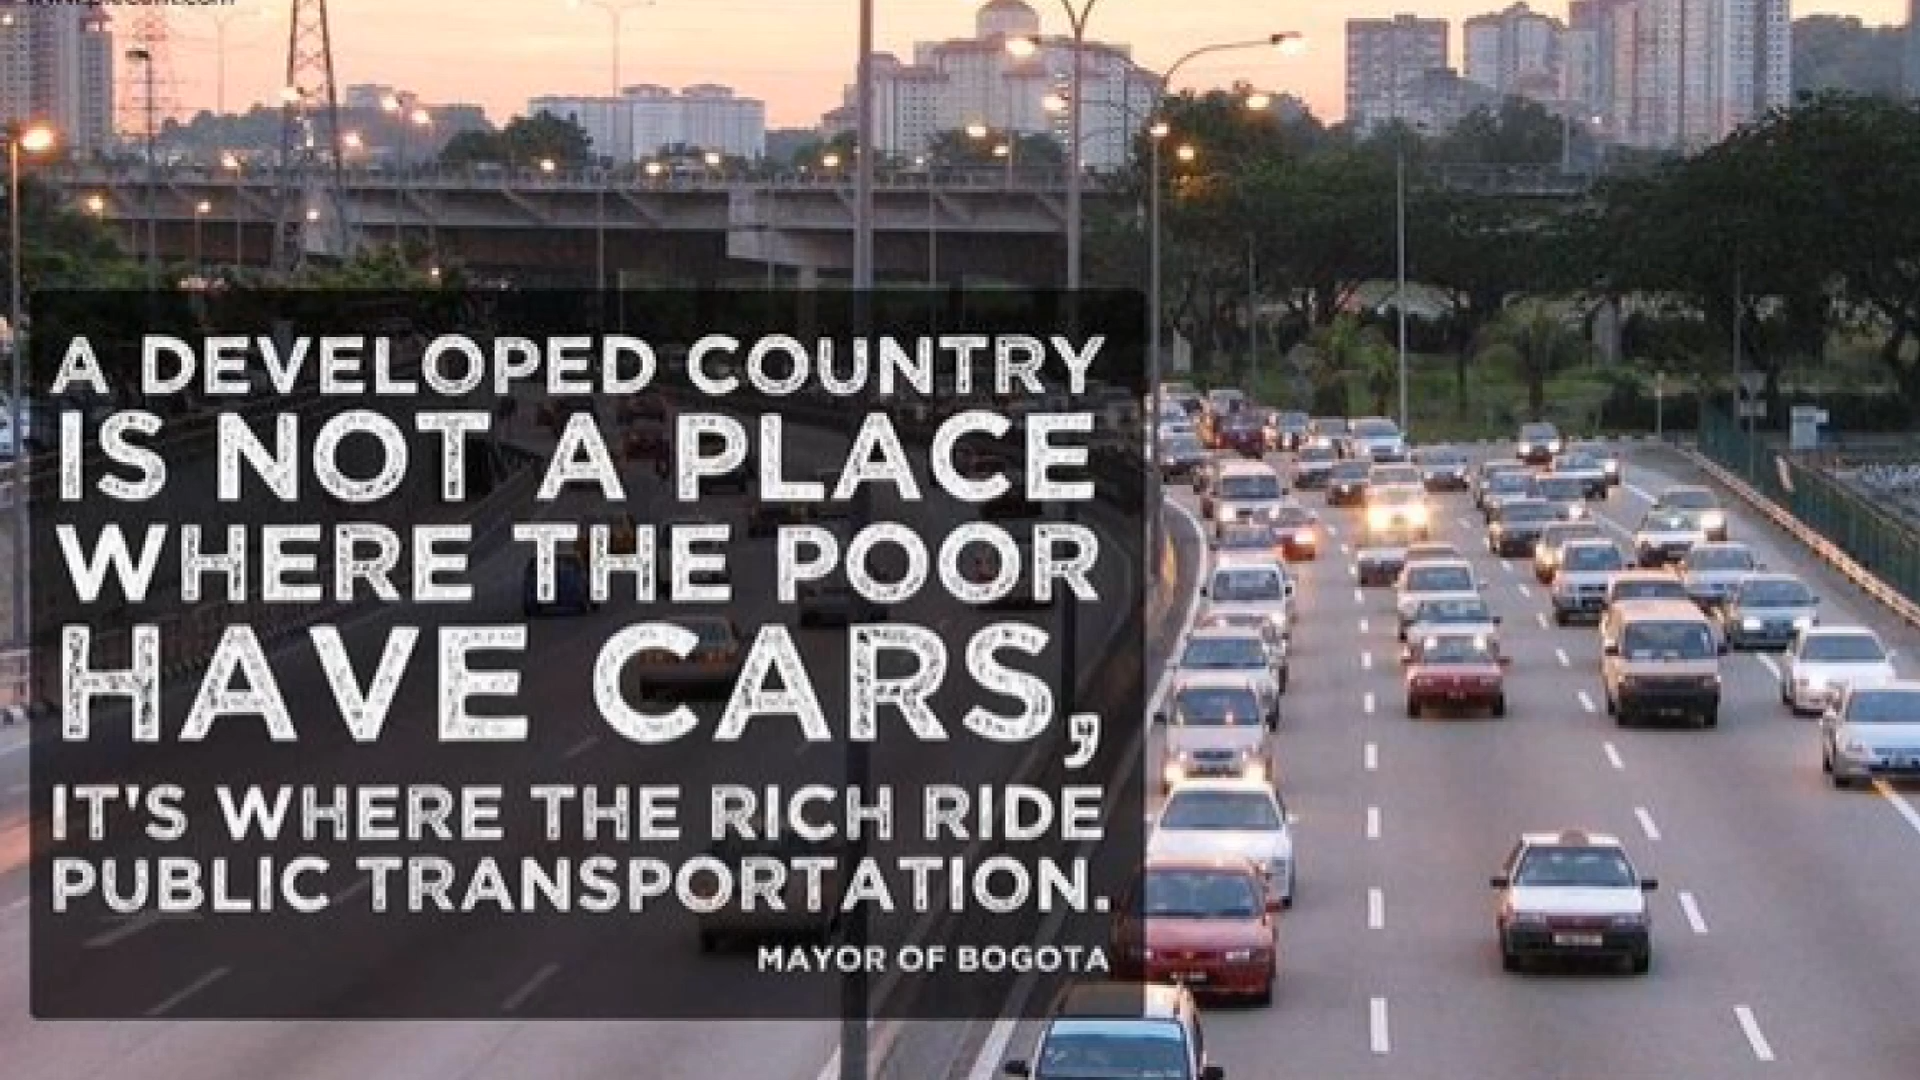 A DEVELOPED COUNTRY
IS NOT A PLACE
WHERE THE POOR
HAVE CARS,
IT'S WHERE THE RICH RIDE
PUBLIC TRANSPORTATION.
MAYOR OF BOGOTA